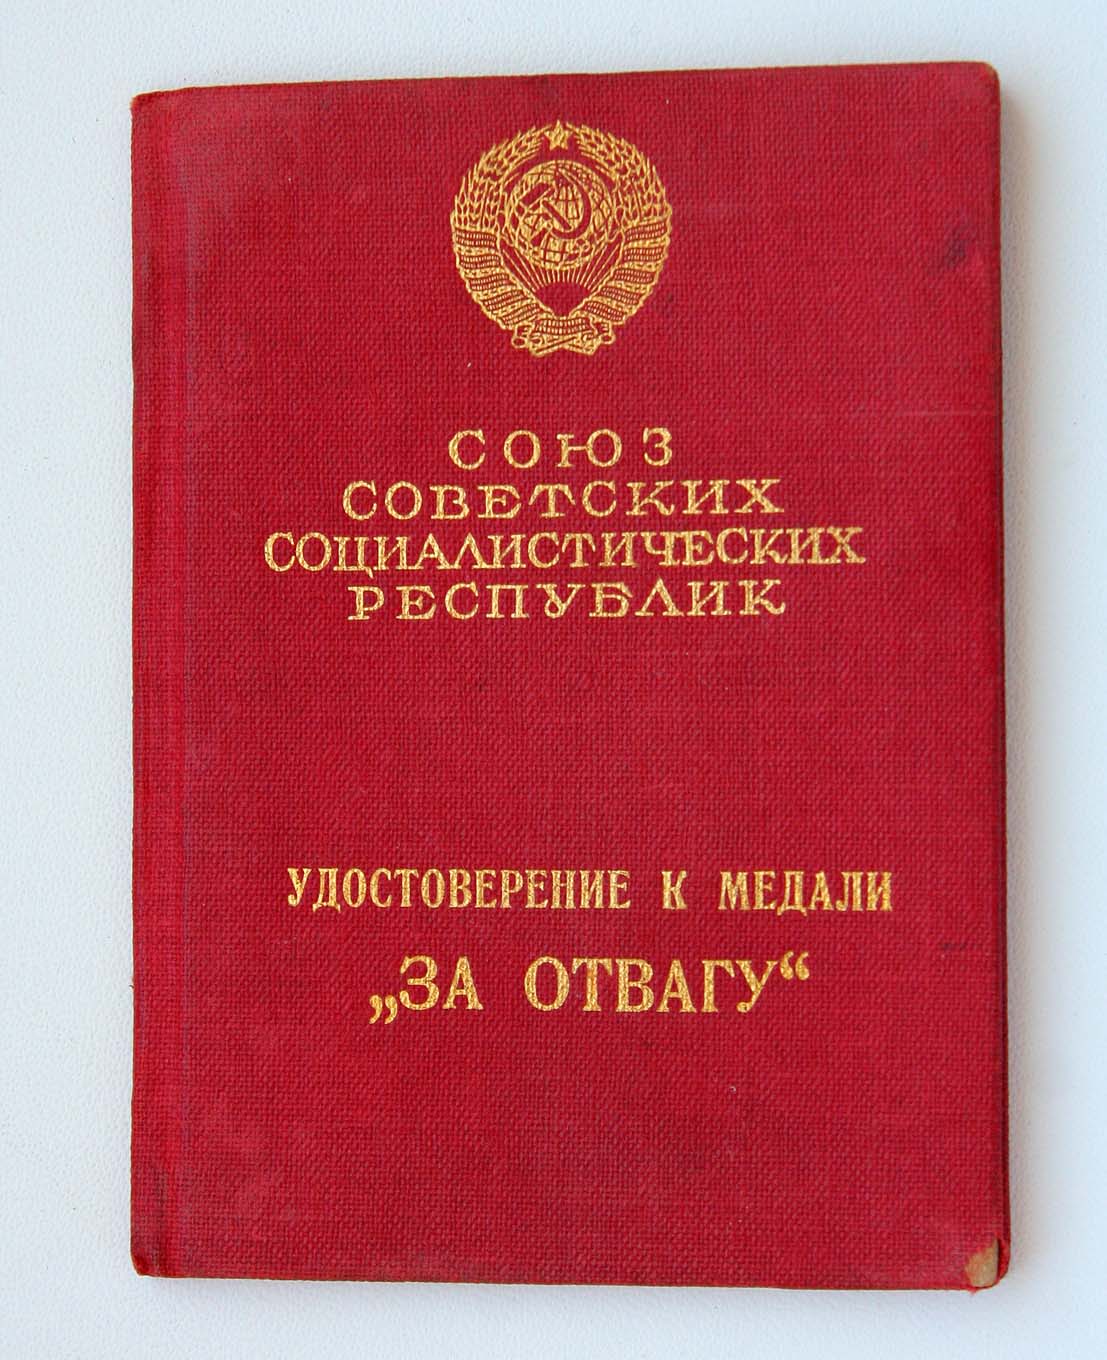 СОЮЗ
СОВЕТСКИХ
СОЦИАЛИСТИЧЕСКИХ
РЕСПУБЛИК
УДОСТОВЕРЕНИЕ К МЕДАЛИ
„ЗА ОТВАГУ“